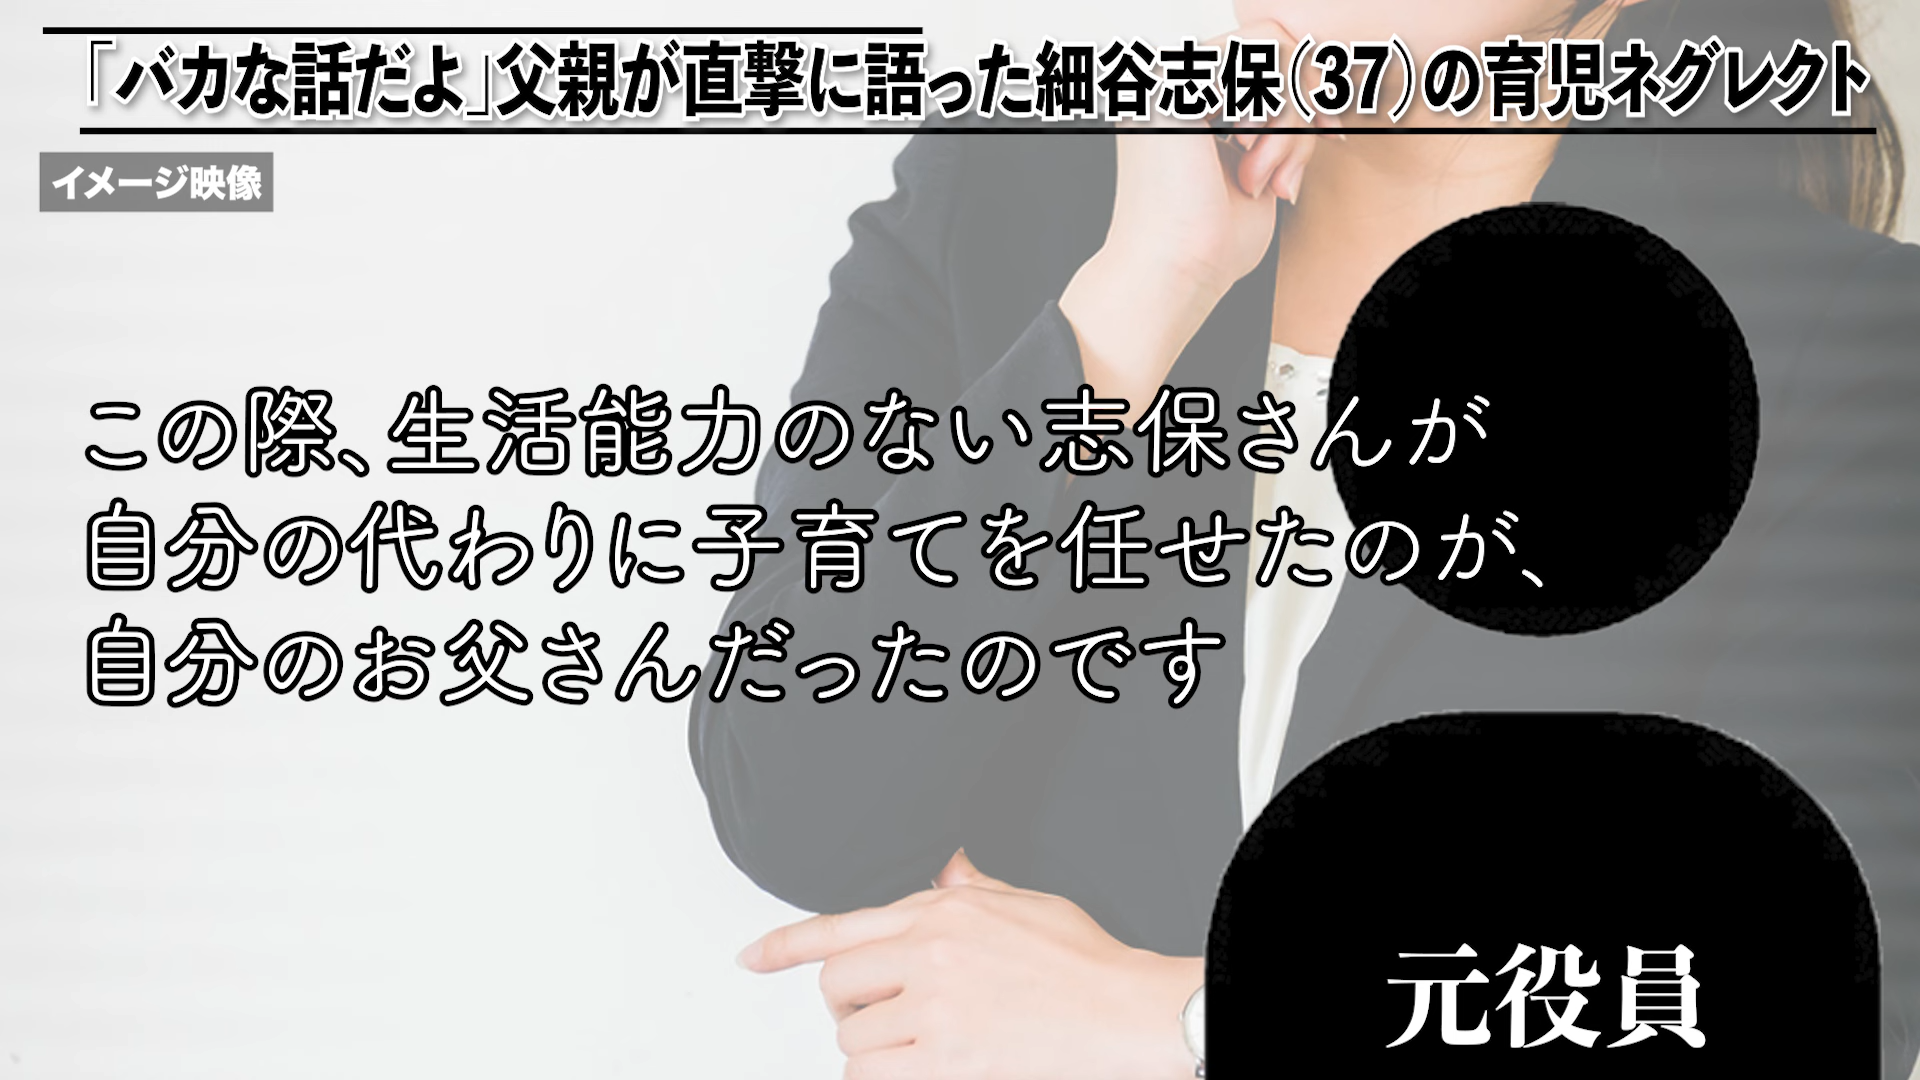 「バカな話だよ」父親が直撃に語った細谷志保（37）の育児ネグレクト
イメージ映像
この際、生活能力のない志保さんが
自分の代わりに子育てを任せたのが、
自分のお父さんだったのです
元役員